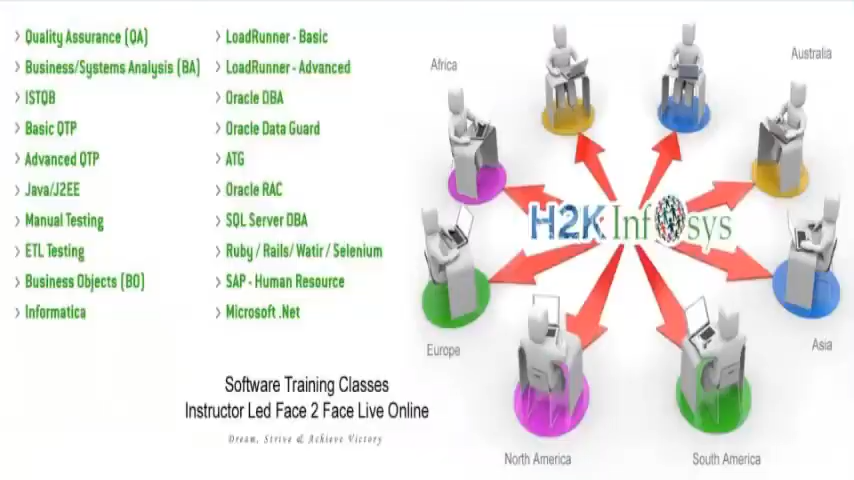 > Quality Assurance (QA)
> Business/Systems Analysis (BA)
> ISTQB
> Basic QTP
> Advanced QTP
> Java/J2EE
> Manual Testing
> ETL Testing
> Business Objects (BO)
> Informatica
> LoadRunner - Basic
> LoadRunner - Advanced
> Oracle DBA
> Oracle Data Guard
> ATG
> Oracle RAC
> SQL Server DBA
> Ruby / Rails/ Watir / Selenium
> SAP - Human Resource
> Microsoft .Net
Software Training Classes
Instructor Led Face 2 Face Live Online
Dream, Strive & Achieve Victory
Africa
Australia
H2K Infosys
Europe
Asia
North America
South America